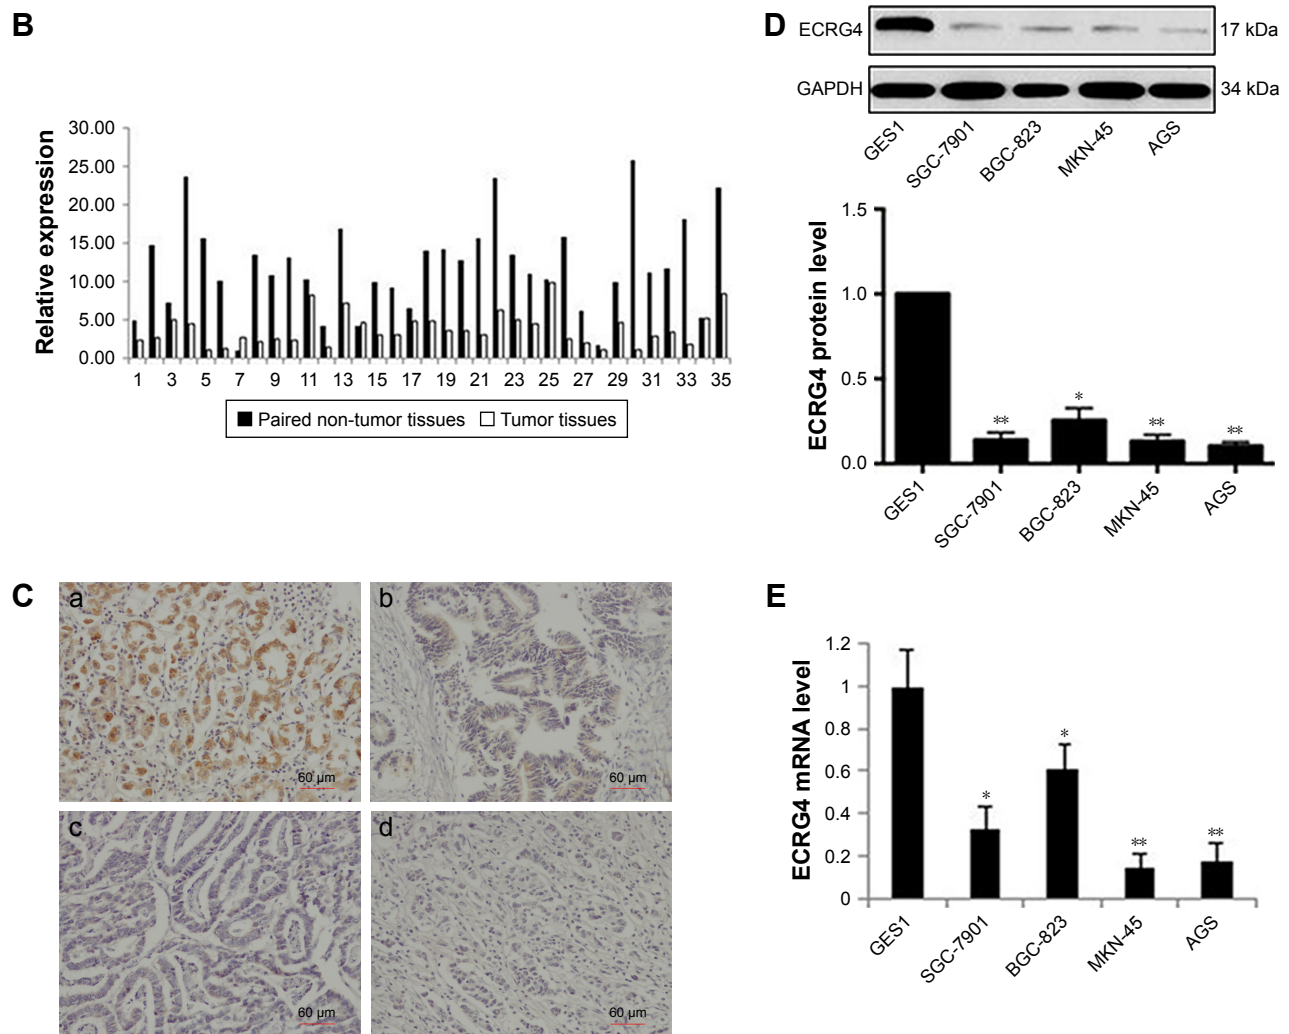 B
Relative expression
30.00
25.00
20.00
15.00
10.00
5.00
0.00
1 3 5 7 9 11 13 15 17 19 21 23 25 27 29 31 33 35
Paired non-tumor tissues Tumor tissues
C
a
60 µm
b
60 µm
c
60 µm
d
60 µm
D
ECRG4 17 kDa
GAPDH 34 kDa
GES1 SGC-7901 BGC-823 MKN-45 AGS
ECRG4 protein level
1.5
1.0
0.5
0.0
** * ** **
GES1 SGC-7901 BGC-823 MKN-45 AGS
E
ECRG4 mRNA level
1.2
1
0.8
0.6
0.4
0.2
0
* * ** **
GES1 SGC-7901 BGC-823 MKN-45 AGS